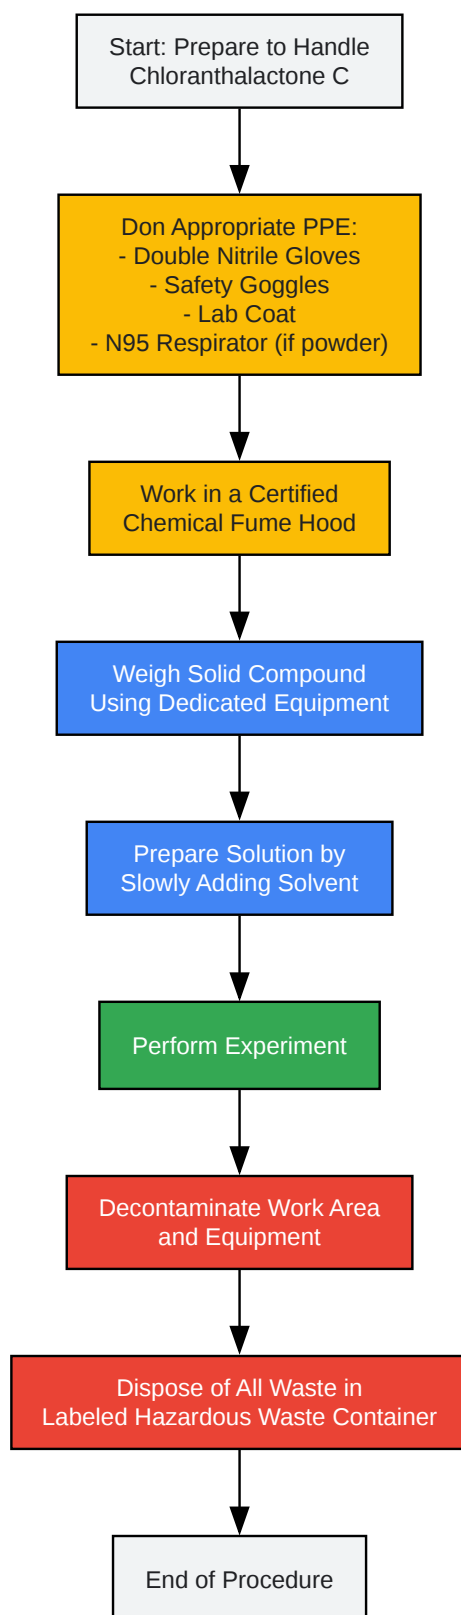 Start: Prepare to Handle
Chloranthalactone C
Don Appropriate PPE:
- Double Nitrile Gloves
- Safety Goggles
- Lab Coat
- N95 Respirator (if powder)
Work in a Certified
Chemical Fume Hood
Weigh Solid Compound
Using Dedicated Equipment
Prepare Solution by
Slowly Adding Solvent
Perform Experiment
Decontaminate Work Area
and Equipment
Dispose of All Waste in
Labeled Hazardous Waste Container
End of Procedure